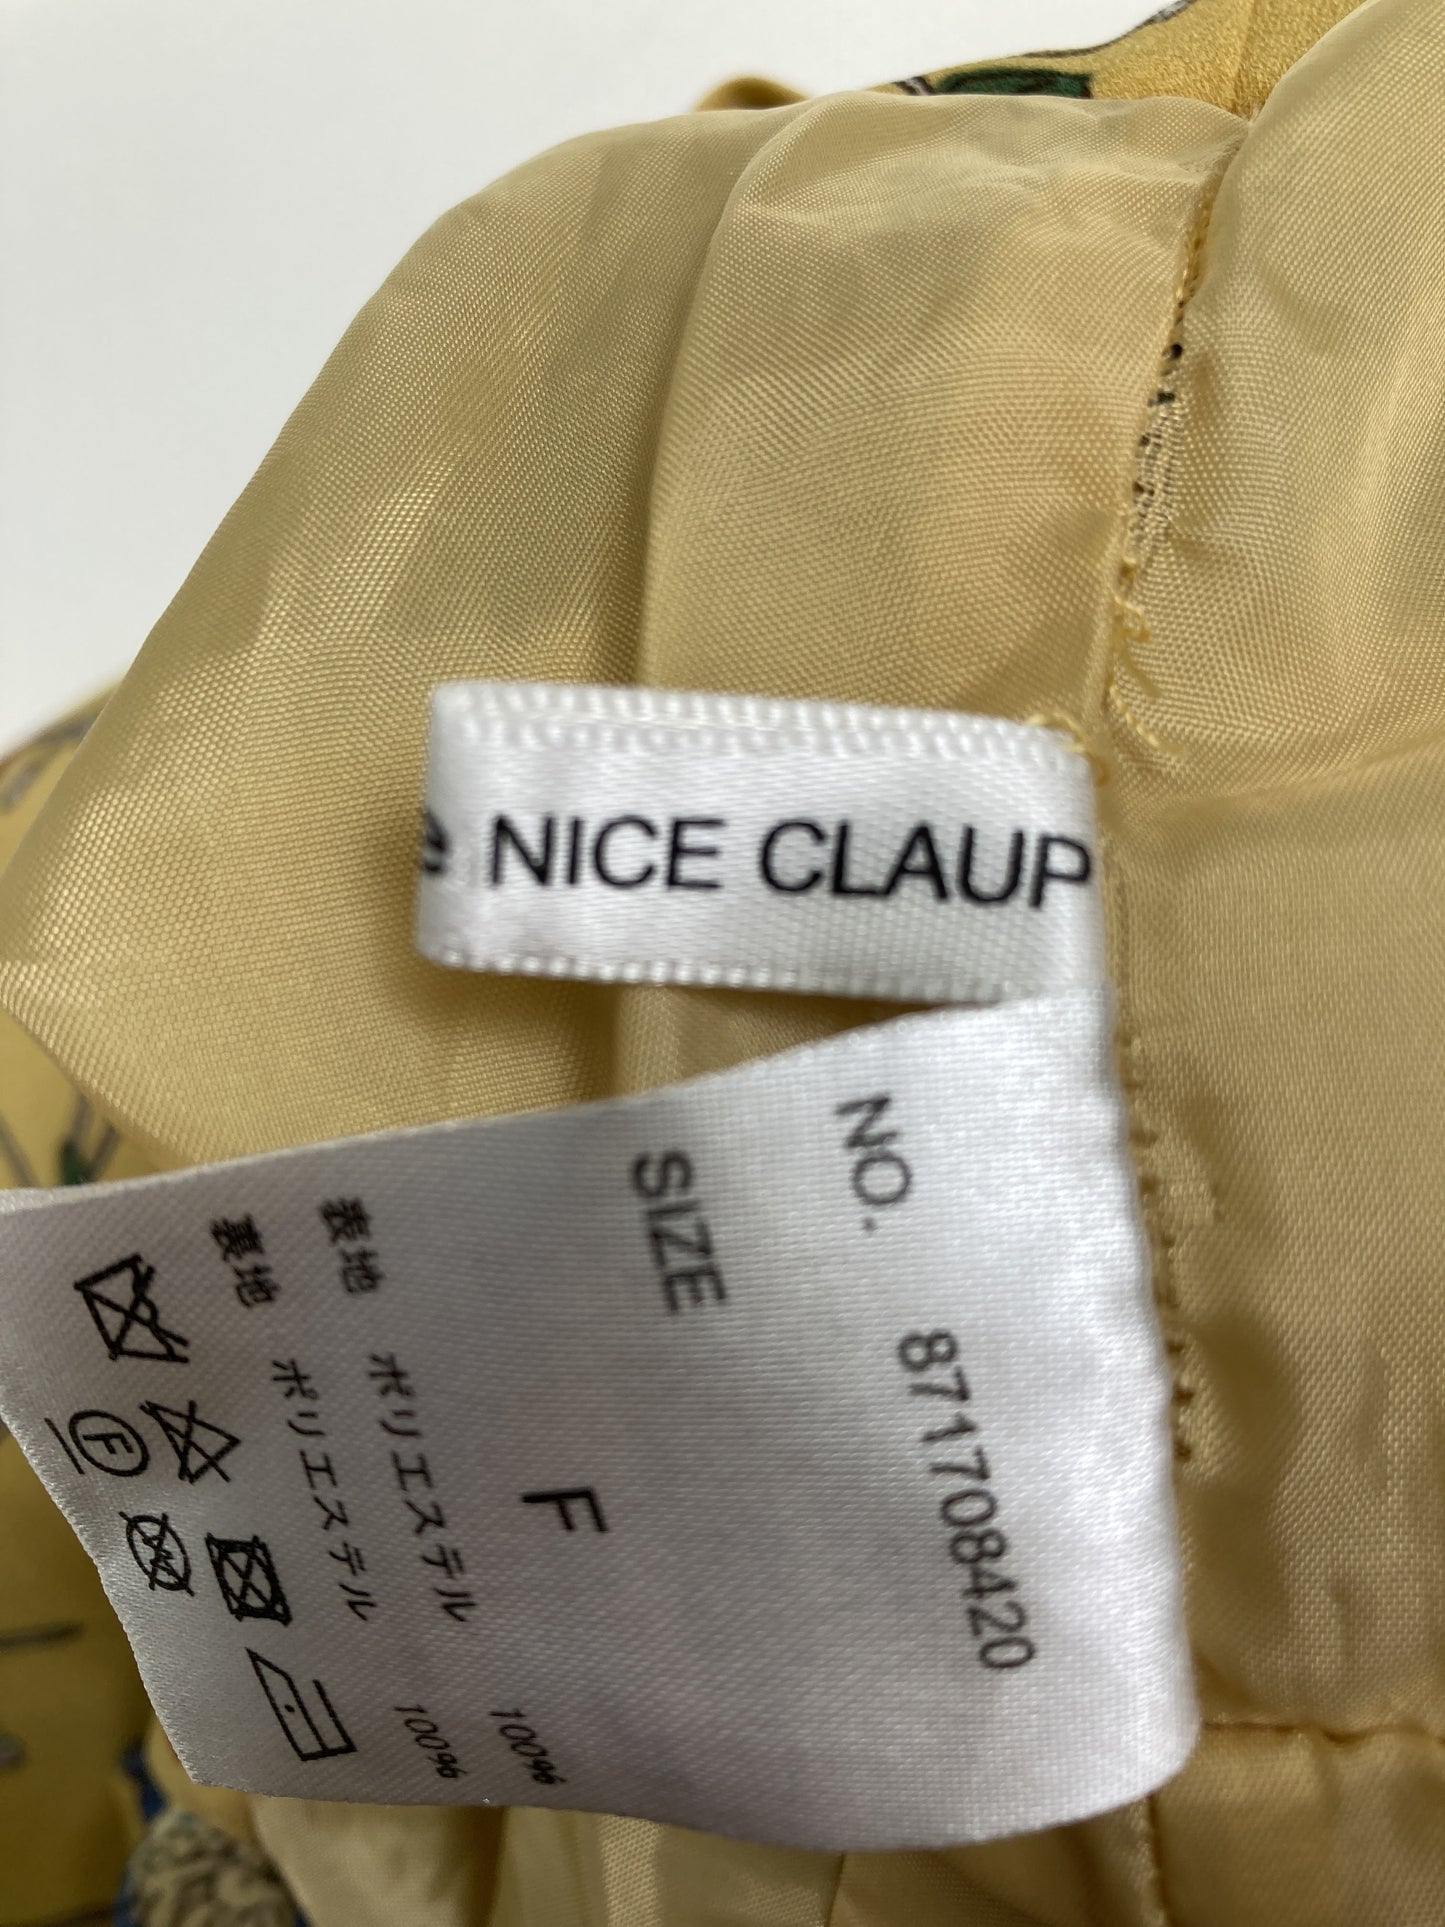 NICE CLAUP
NO. 871708420
SIZE F
表地 ポリエステル 100%
裏地 ポリエステル 100%